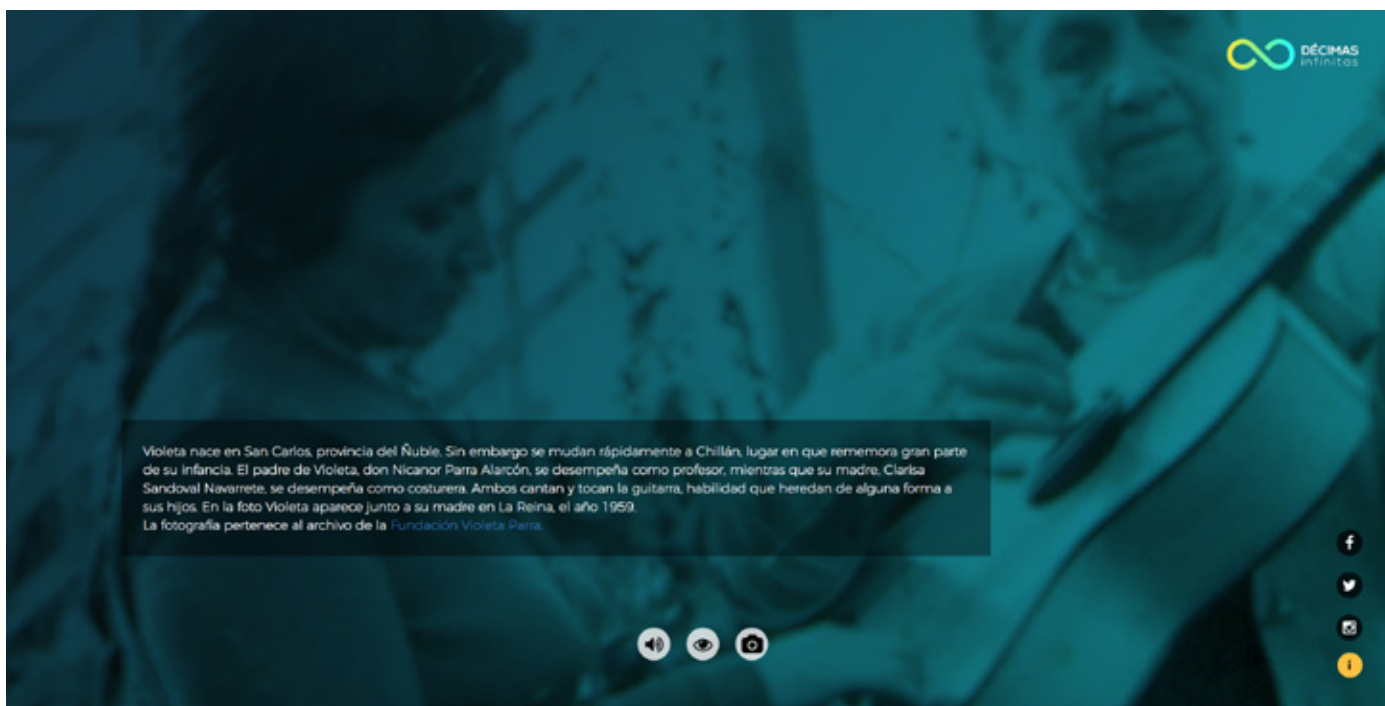 DÉCIMAS
infinitas
Violeta nace en San Carlos, provincia del Ñuble. Sin embargo se mudan rápidamente a Chillán, lugar en que rememora gran parte
de su infancia. El padre de Violeta, don Nicanor Parra Alarcón, se desempeña como profesor, mientras que su madre, Clarisa
Sandoval Navarrete, se desempeña como costurera. Ambos cantan y tocan la guitarra, habilidad que heredan de alguna forma a
sus hijos. En la foto Violeta aparece junto a su madre en La Reina, el año 1959.
La fotografía pertenece al archivo de la Fundación Violeta Parra.